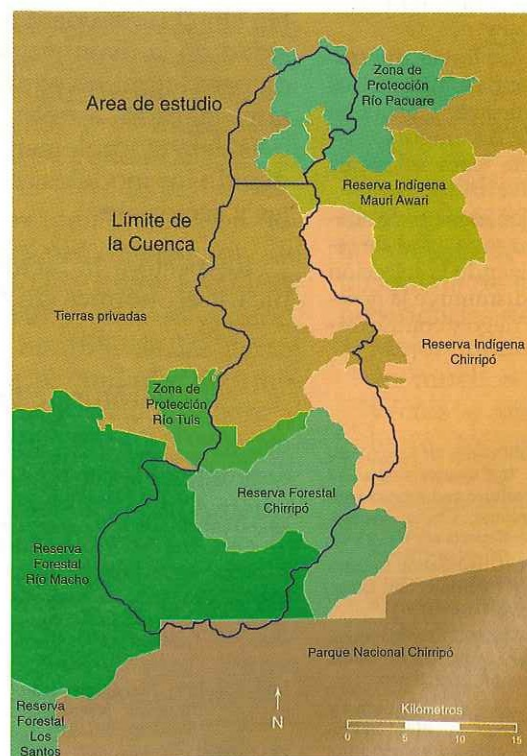 Zona de
Protección
Río Pacuare
Area de estudio
Reserva Indígena
Mauri Awari
Límite de
la Cuenca
Tierras privadas
Reserva Indígena
Chirripó
Zona de
Protección
Río Tuis
Reserva Forestal
Chirripó
Reserva
Forestal
Río Macho
Parque Nacional Chirripó
Reserva
Forestal
Los
Santos
N
Kilómetros
0 5 10 15